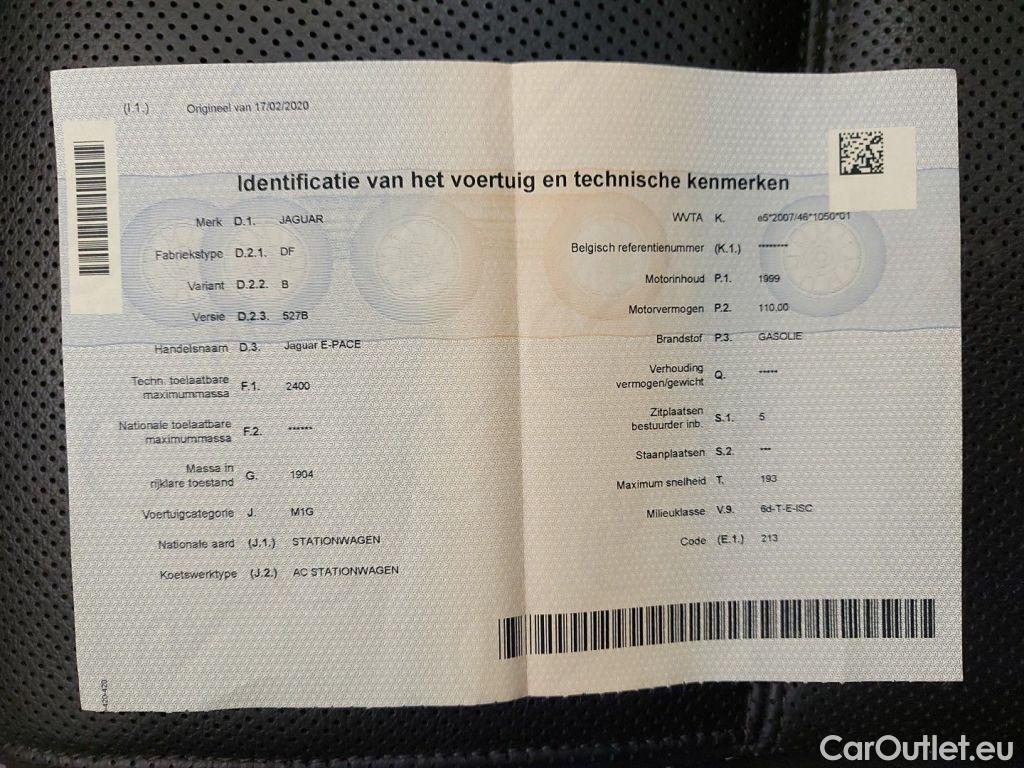 (I.1.) Origineel van 17/02/2020
Identificatie van het voertuig en technische kenmerken
Merk D.1. JAGUAR
Fabriekstype D.2.1. DF
Variant D.2.2. B
Versie D.2.3. 527B
Handelsnaam D.3. Jaguar E-PACE
Techn. toelaatbare
maximummassa F.1. 2400
Nationale toelaatbare
maximummassa F.2. ******
Massa in
rijklare toestand G. 1904
Voertuigcategorie J. M1G
Nationale aard (J.1.) STATIONWAGEN
Koetswerktype (J.2.) AC STATIONWAGEN
WVTA K. e5*2007/46*1050*01
Belgisch referentienummer (K.1.) ********
Motorinhoud P.1. 1999
Motorvermogen P.2. 110,00
Brandstof P.3. GASOLIE
Verhouding
vermogen/gewicht Q. *****
Zitplaatsen
bestuurder inb. S.1. 5
Staanplaatsen S.2. ***
Maximum snelheid T. 193
Milieuklasse V.9. 6d-T-E-ISC
Code (E.1.) 213
CarOutlet.eu